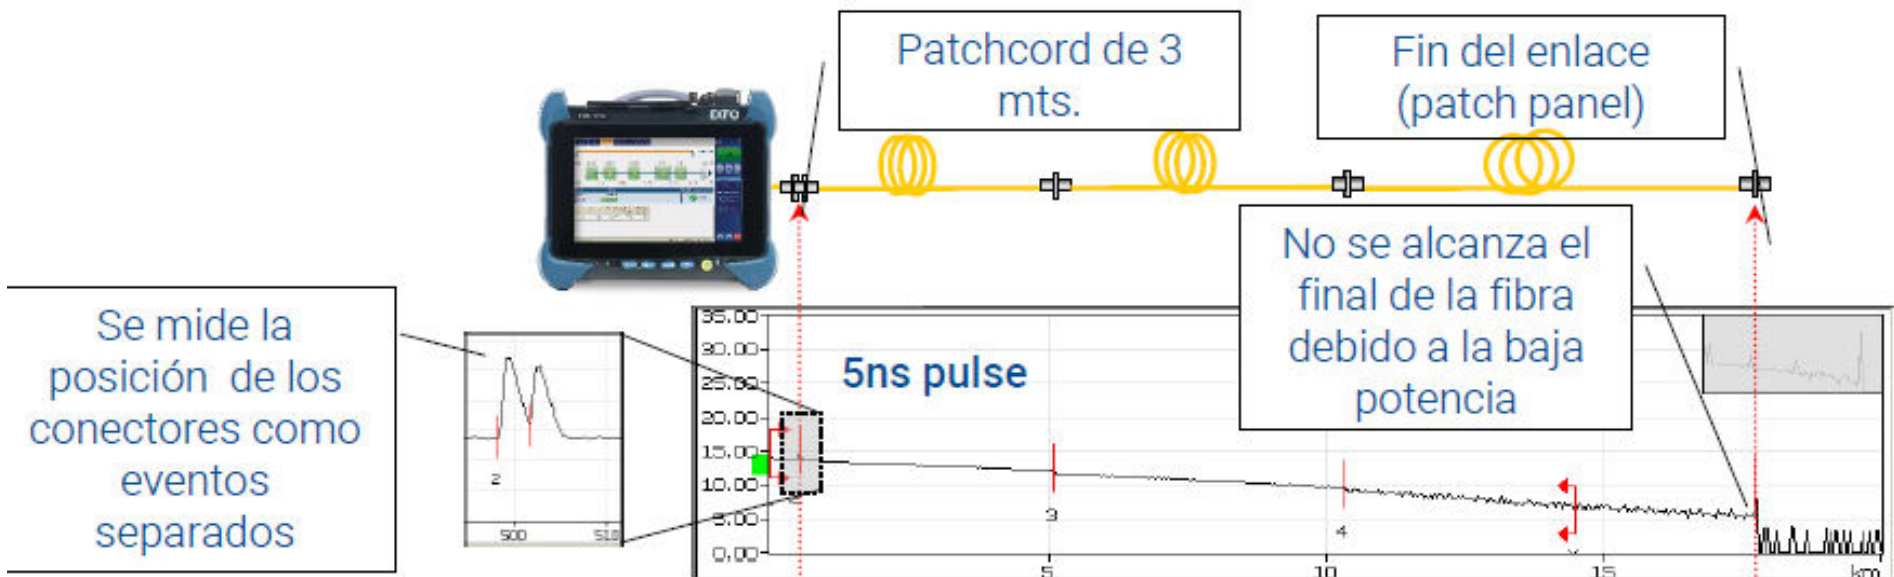 Patchcord de 3
mts.
Fin del enlace
(patch panel)
EXFO
No se alcanza el
final de la fibra
debido a la baja
potencia
Se mide la
posición de los
conectores como
eventos
separados
2
500
510
5ns pulse
35.00
30.00
25.00
20.00
15.00
10.00
5.00
0.00
3
4
5
10
15
km